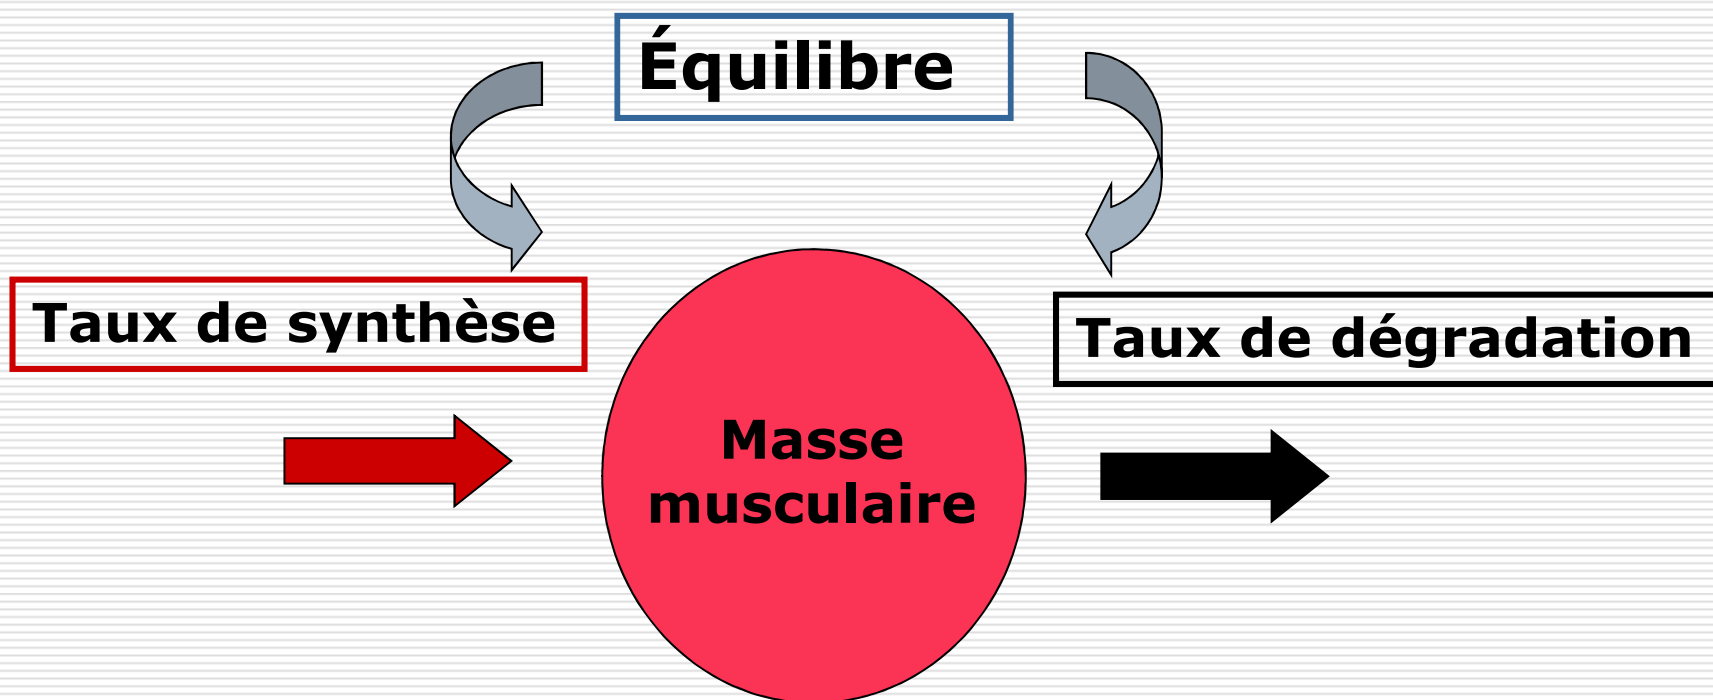 Équilibre
Taux de synthèse
Taux de dégradation
Masse
musculaire